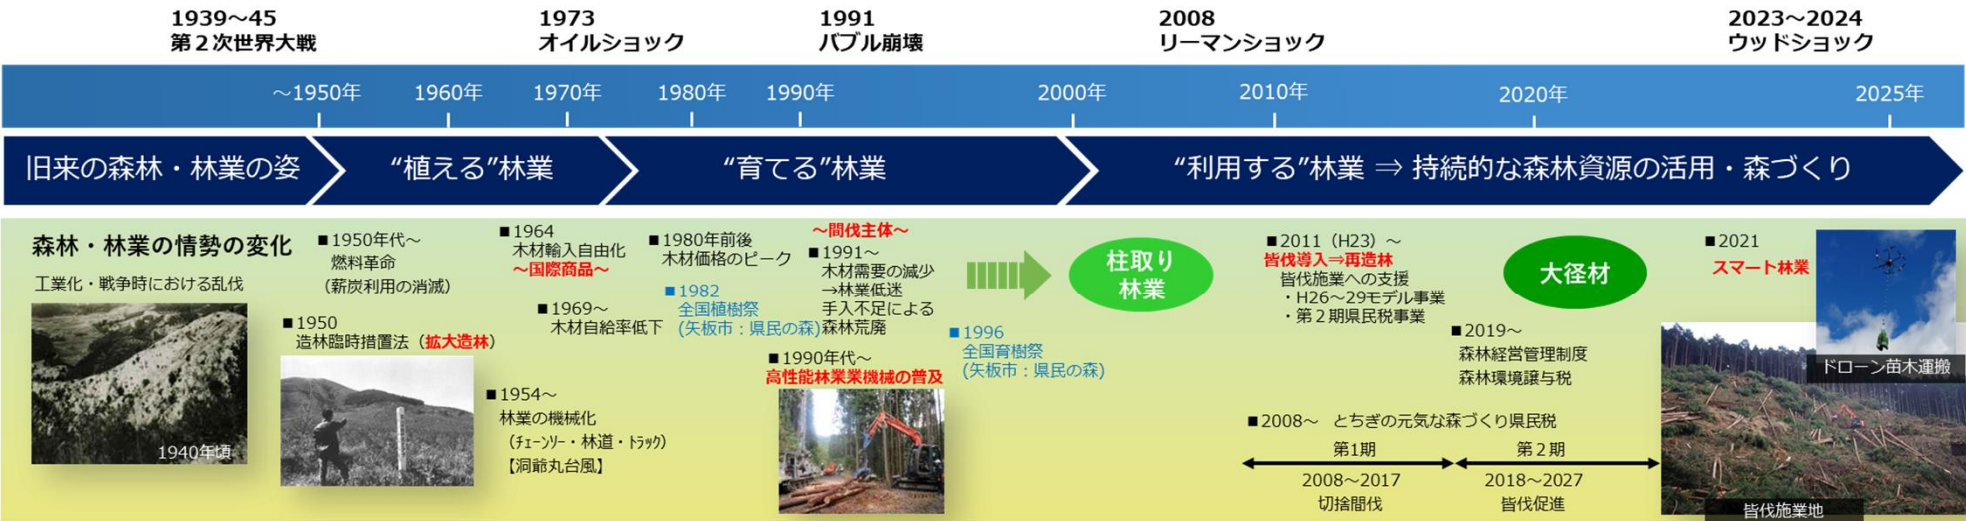 1939～45
第２次世界大戦
1973
オイルショック
1991
バブル崩壊
2008
リーマンショック
2023～2024
ウッドショック
～1950年
1960年
1970年
1980年
1990年
2000年
2010年
2020年
2025年
旧来の森林・林業の姿
“植える”林業
“育てる”林業
“利用する”林業 ⇒ 持続的な森林資源の活用・森づくり
森林・林業の情勢の変化
工業化・戦争時における乱伐
1940年頃
■1950年代～
燃料革命
（薪炭利用の消滅）
■1950
造林臨時措置法（拡大造林）
■1964
木材輸入自由化
～国際商品～
■1969～
木材自給率低下
■1954～
林業の機械化
（ﾁｪｰﾝｿｰ・林道・ﾄﾗｯｸ）
【洞爺丸台風】
■1980年前後
木材価格のピーク
■1982
全国植樹祭
(矢板市：県民の森)
～間伐主体～
■1991～
木材需要の減少
→林業低迷
手入不足による
森林荒廃
■1990年代～
高性能林業業機械の普及
■1996
全国育樹祭
(矢板市：県民の森)
柱取り
林業
■2011（H23）～
皆伐導入⇒再造林
皆伐施業への支援
・H26～29モデル事業
・第２期県民税事業
大径材
■2019～
森林経営管理制度
森林環境譲与税
■2008～ とちぎの元気な森づくり県民税
第1期
第２期
2008～2017
2018～2027
切捨間伐
皆伐促進
■2021
スマート林業
ドローン苗木運搬
皆伐施業地